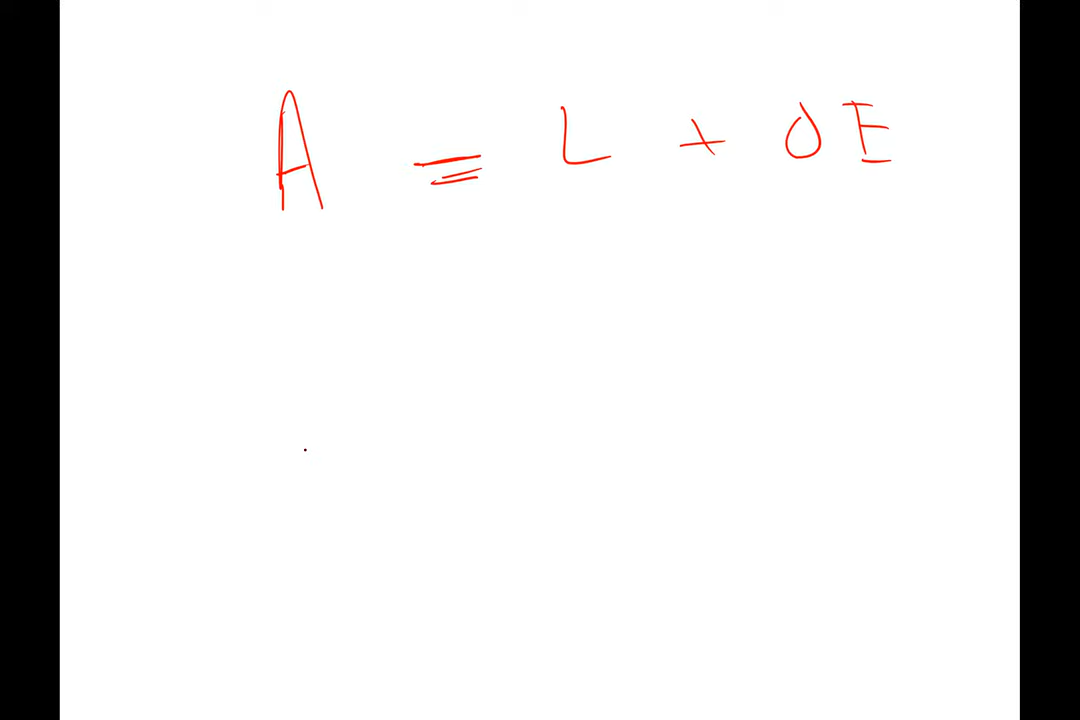 A = L + OE